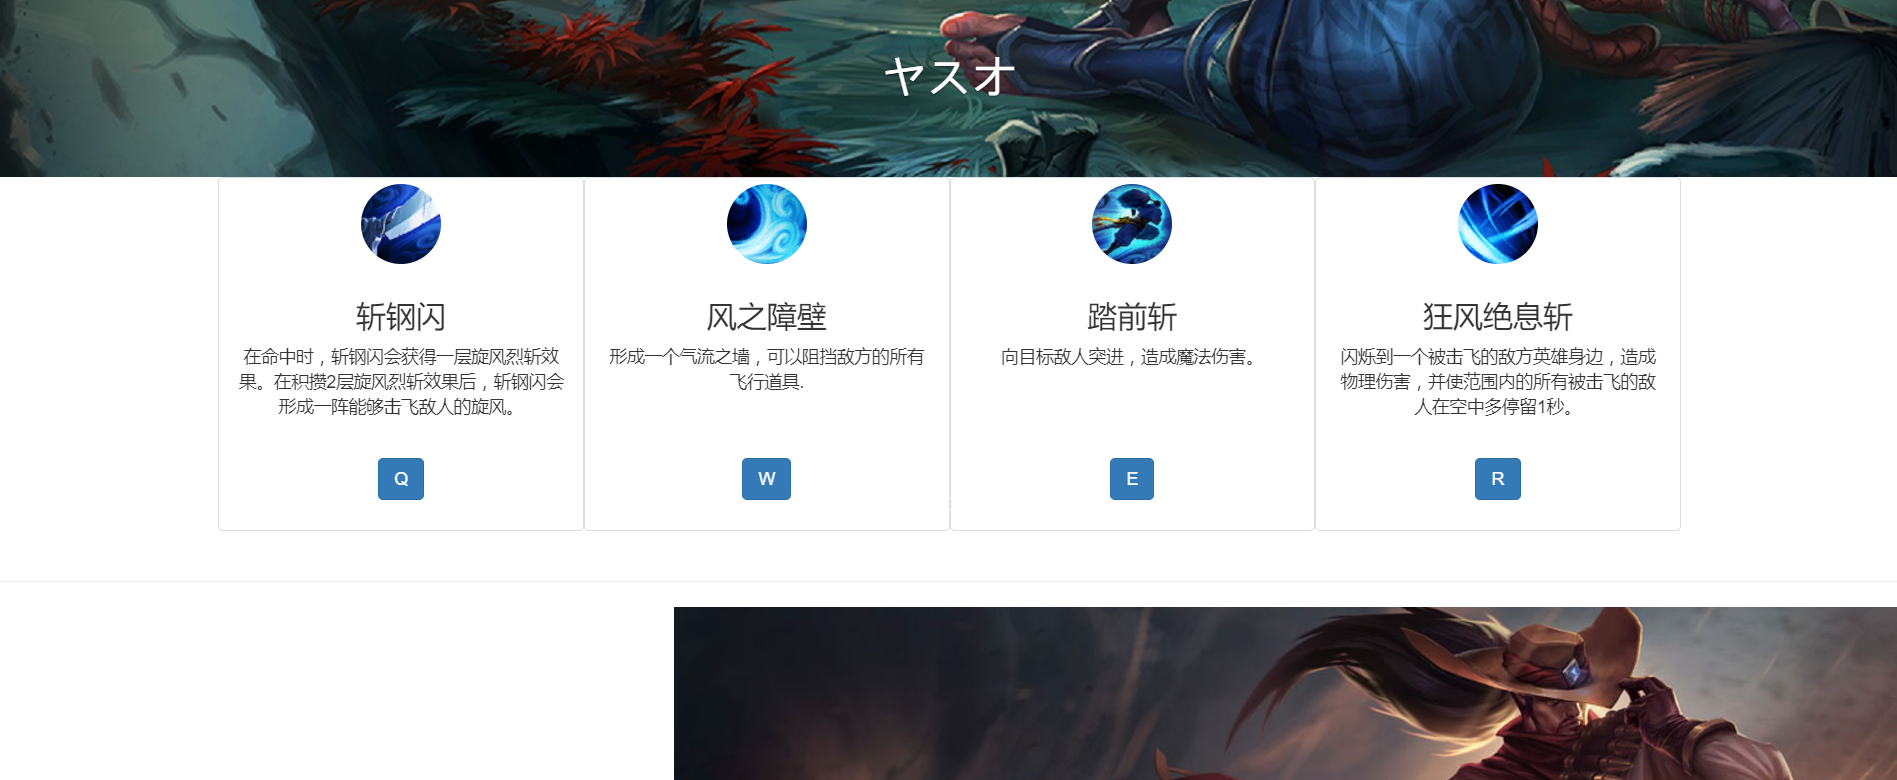 ヤスオ
斩钢闪
在命中时，斩钢闪会获得一层旋风烈斩效
果。在积攒2层旋风烈斩效果后，斩钢闪会
形成一阵能够击飞敌人的旋风。
Q
风之障壁
形成一个气流之墙，可以阻挡敌方的所有
飞行道具.
W
踏前斩
向目标敌人突进，造成魔法伤害。
E
狂风绝息斩
闪烁到一个被击飞的敌方英雄身边，造成
物理伤害，并使范围内的所有被击飞的敌
人在空中多停留1秒。
R